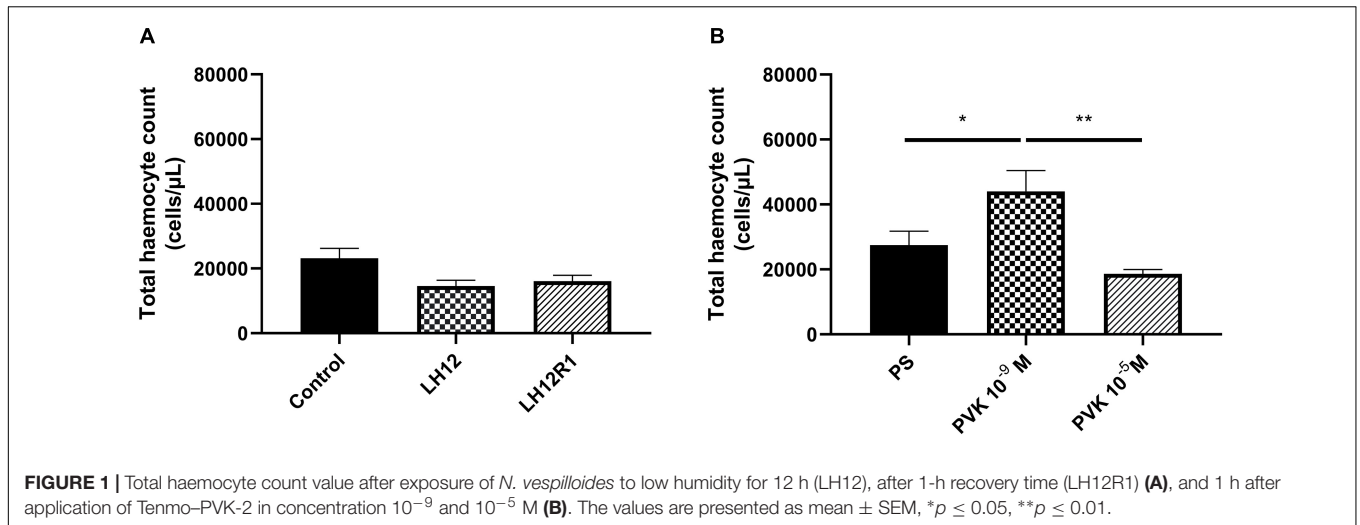 A
Total haemocyte count
(cells/µL)
80000
60000
40000
20000
0
Control
LH12
LH12R1
B
Total haemocyte count
(cells/µL)
80000
60000
40000
20000
0
*
**
PS
PVK 10⁻⁹ M
PVK 10⁻⁵ M
FIGURE 1 | Total haemocyte count value after exposure of N. vespilloides to low humidity for 12 h (LH12), after 1-h recovery time (LH12R1) (A), and 1 h after
application of Tenmo–PVK-2 in concentration 10⁻⁹ and 10⁻⁵ M (B). The values are presented as mean ± SEM, *p ≤ 0.05, **p ≤ 0.01.